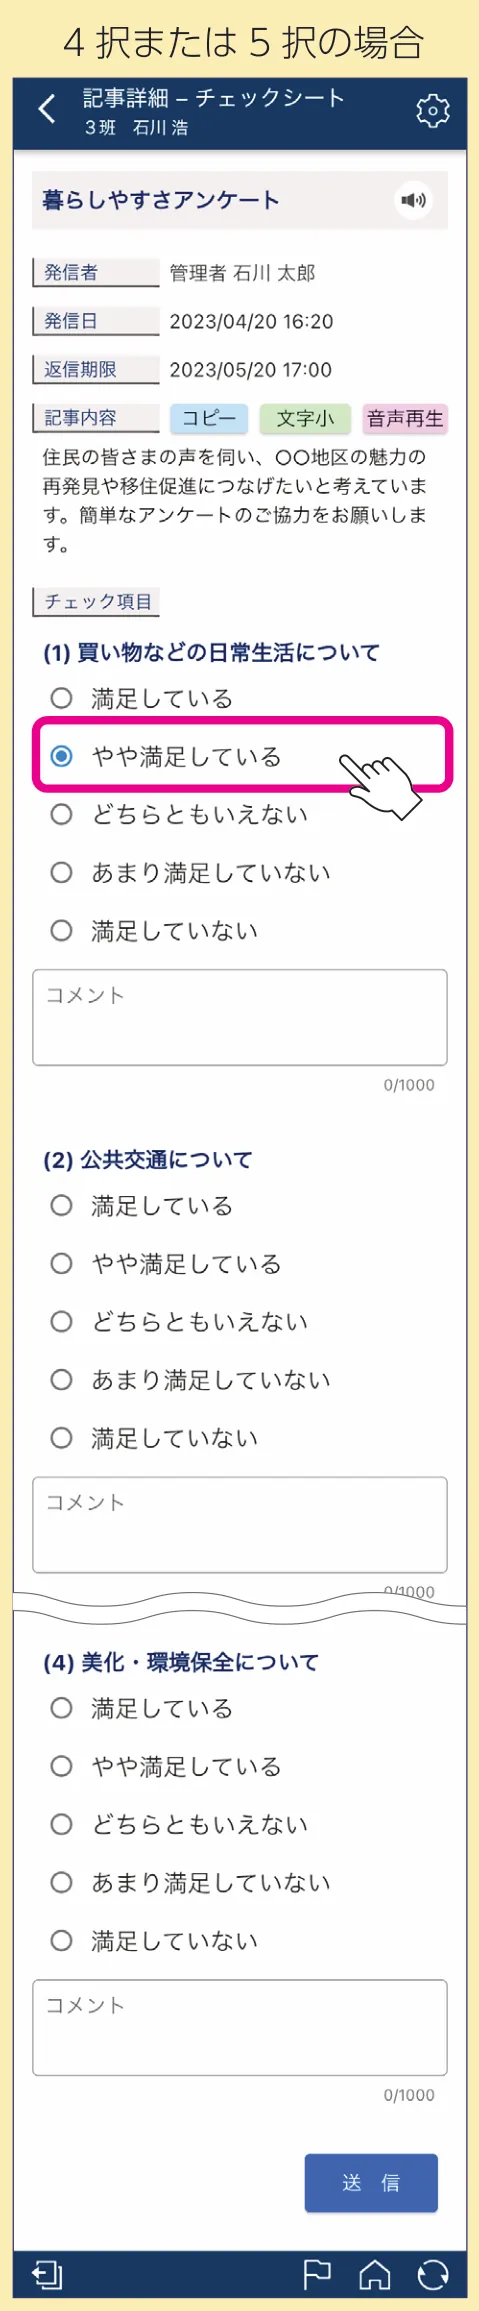 4択または5択の場合
記事詳細 – チェックシート
3班　石川 浩
暮らしやすさアンケート
発信者 管理者 石川 太郎
発信日 2023/04/20 16:20
返信期限 2023/05/20 17:00
記事内容 コピー 文字小 音声再生
住民の皆さまの声を伺い、〇〇地区の魅力の
再発見や移住促進につなげたいと考えていま
す。簡単なアンケートのご協力をお願いしま
す。
チェック項目
(1) 買い物などの日常生活について
満足している
やや満足している
どちらともいえない
あまり満足していない
満足していない
コメント
0/1000
(2) 公共交通について
満足している
やや満足している
どちらともいえない
あまり満足していない
満足していない
コメント
0/1000
(4) 美化・環境保全について
満足している
やや満足している
どちらともいえない
あまり満足していない
満足していない
コメント
0/1000
送　信